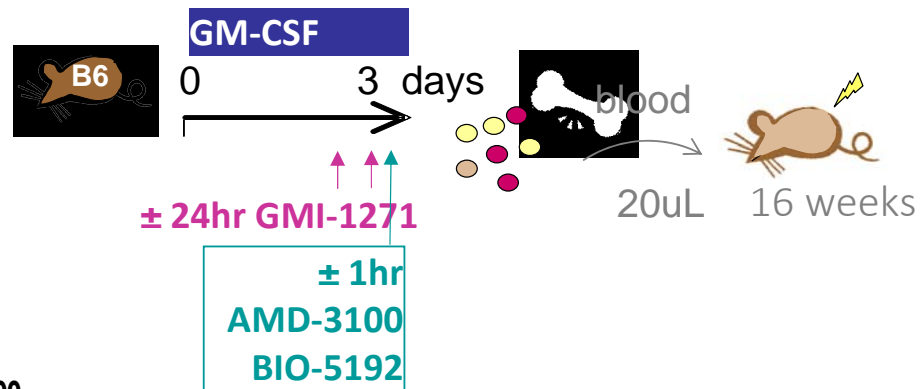 GM-CSF
B6
0 3 days
blood
± 24hr GMI-1271
20uL 16 weeks
± 1hr
AMD-3100
BIO-5192